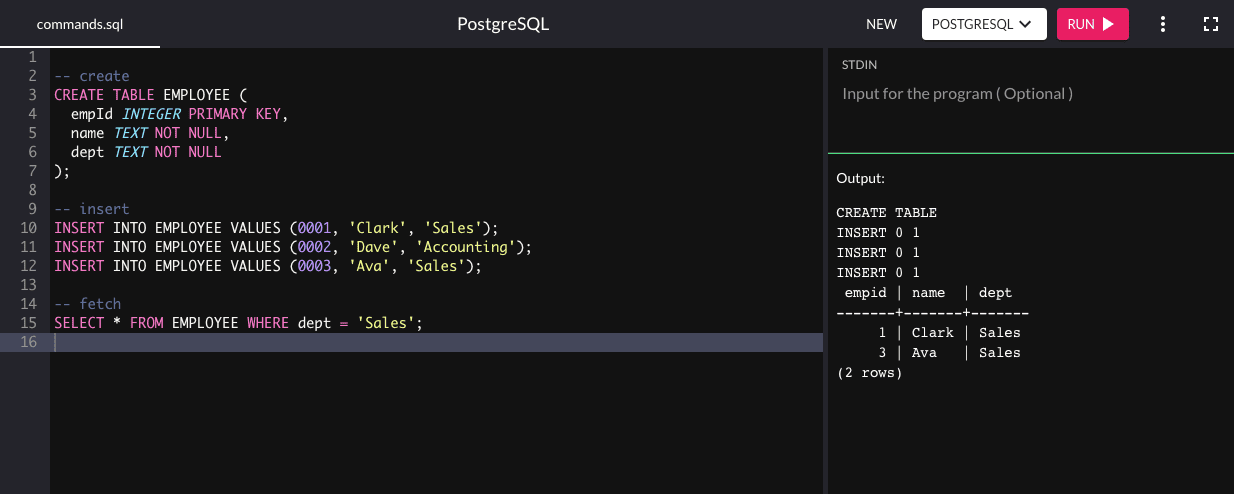 commands.sql
PostgreSQL
NEW
POSTGRESQL
RUN
1
2 -- create
3 CREATE TABLE EMPLOYEE (
4   empId INTEGER PRIMARY KEY,
5   name TEXT NOT NULL,
6   dept TEXT NOT NULL
7 );
8
9 -- insert
10 INSERT INTO EMPLOYEE VALUES (0001, 'Clark', 'Sales');
11 INSERT INTO EMPLOYEE VALUES (0002, 'Dave', 'Accounting');
12 INSERT INTO EMPLOYEE VALUES (0003, 'Ava', 'Sales');
13
14 -- fetch
15 SELECT * FROM EMPLOYEE WHERE dept = 'Sales';
16
STDIN
Input for the program ( Optional )
Output:
CREATE TABLE
INSERT 0 1
INSERT 0 1
INSERT 0 1
 empid | name  | dept
-------+-------+-------
     1 | Clark | Sales
     3 | Ava   | Sales
(2 rows)